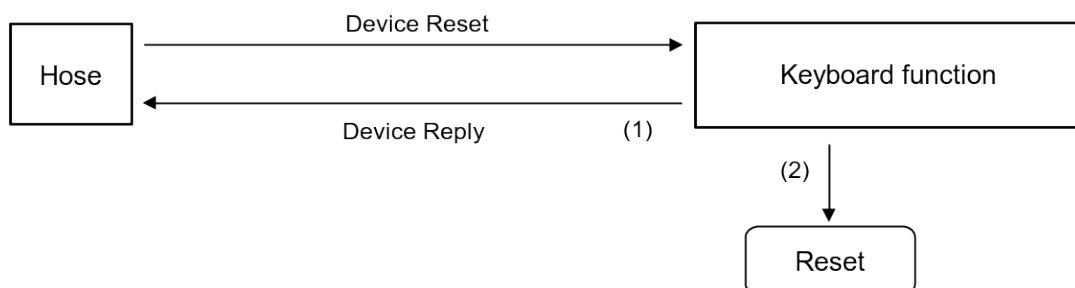 Device Reset
Hose
Keyboard function
Device Reply
(1)
(2)
Reset